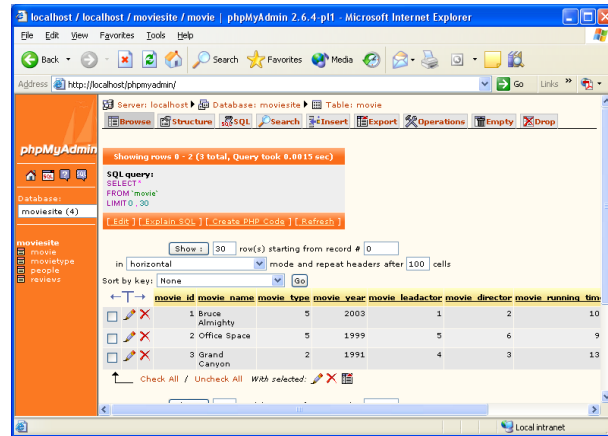 localhost / localhost / moviesite / movie | phpMyAdmin 2.6.4-pl1 - Microsoft Internet Explorer
File Edit View Favorites Tools Help
Back Search Favorites Media
Address http://localhost/phpmyadmin/ Go Links »
phpMyAdmin
Database:
moviesite (4)
moviesite
movie
movietype
people
reviews
Server: localhost Database: moviesite Table: movie
Browse Structure SQL Search Insert Export Operations Empty Drop
Showing rows 0 - 2 (3 total, Query took 0.0015 sec)
SQL query:
SELECT *
FROM `movie`
LIMIT 0 , 30
[ Edit ] [ Explain SQL ] [ Create PHP Code ] [ Refresh ]
Show : 30 row(s) starting from record # 0
in horizontal mode and repeat headers after 100 cells
Sort by key: None Go
←T→ movie_id movie_name movie_type movie_year movie_leadactor movie_director movie_running_time
1 Bruce Almighty 5 2003 1 2 10
2 Office Space 5 1999 5 6 9
3 Grand Canyon 2 1991 4 3 13
Check All / Uncheck All With selected:
Local intranet